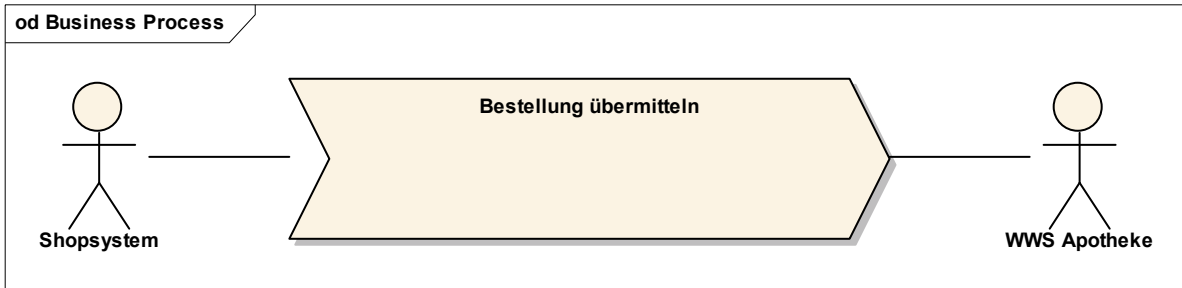 od Business Process
Bestellung übermitteln
Shopsystem
WWS Apotheke